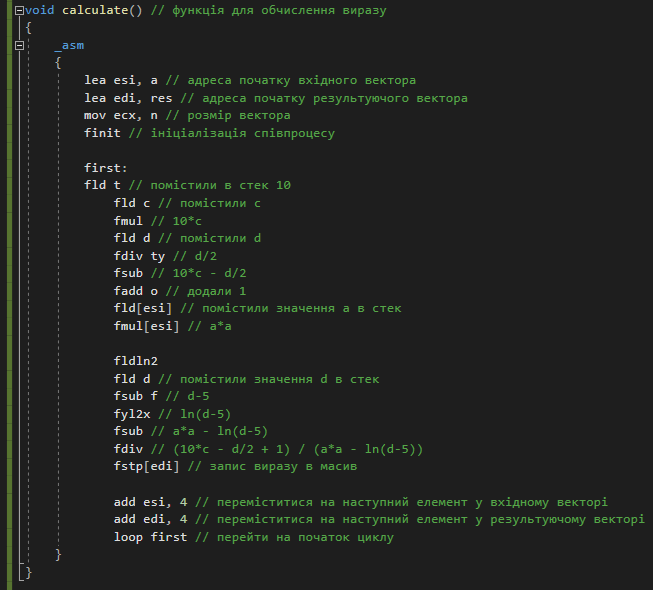 void calculate() // функція для обчислення виразу
{
_asm
{
lea esi, a // адреса початку вхідного вектора
lea edi, res // адреса початку результуючого вектора
mov ecx, n // розмір вектора
finit // ініціалізація співпроцесу
first:
fld t // помістили в стек 10
fld c // помістили c
fmul // 10*c
fld d // помістили d
fdiv ty // d/2
fsub // 10*c - d/2
fadd o // додали 1
fld[esi] // помістили значення a в стек
fmul[esi] // a*a
fldln2
fld d // помістили значення d в стек
fsub f // d-5
fyl2x // ln(d-5)
fsub // a*a - ln(d-5)
fdiv // (10*c - d/2 + 1) / (a*a - ln(d-5))
fstp[edi] // запис виразу в масив
add esi, 4 // переміститися на наступний елемент у вхідному векторі
add edi, 4 // переміститися на наступний елемент у результуючому векторі
loop first // перейти на початок циклу
}
}